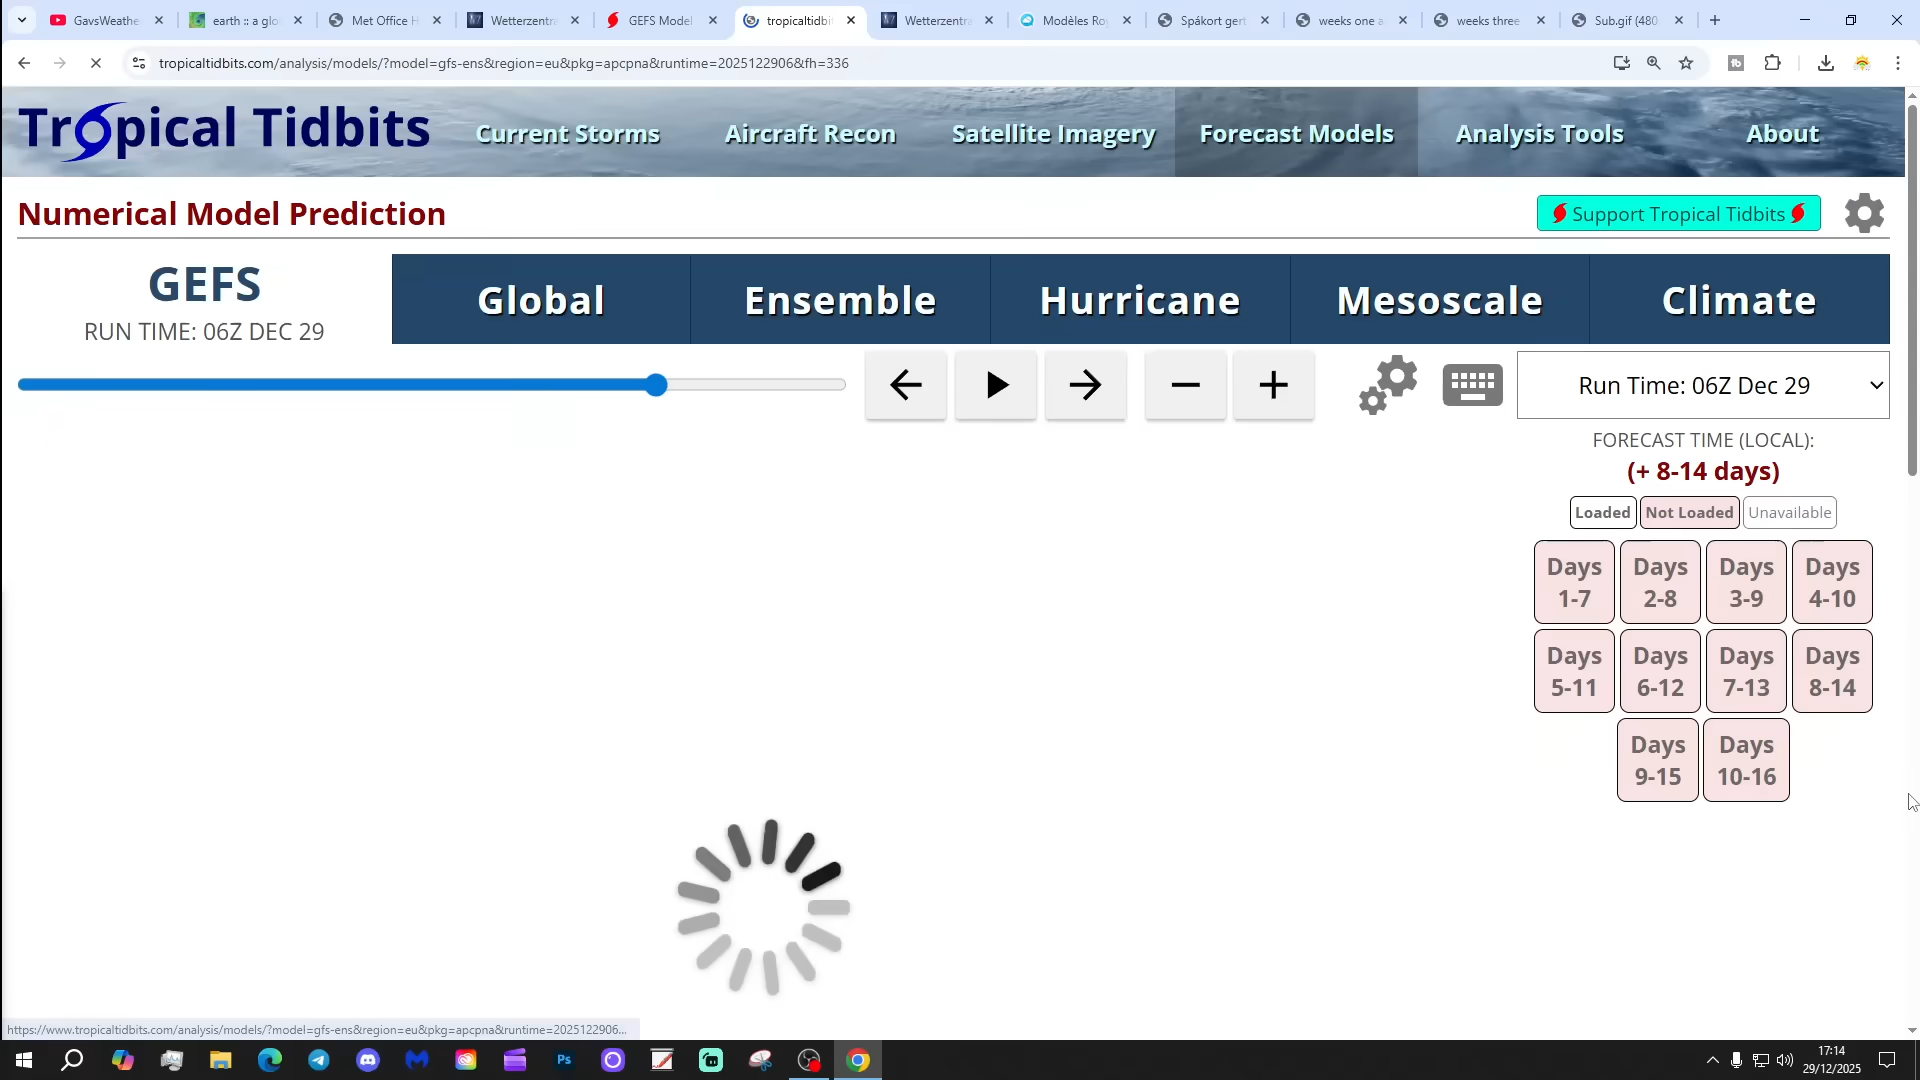 GavsWeathe
earth :: a glo
Met Office H
Wetterzentra
GEFS Model
tropicaltidbi
Wetterzentra
Modèles Roy
Spákort gert
weeks one a
weeks three
Sub.gif (480
tropicaltidbits.com/analysis/models/?model=gfs-ens&region=eu&pkg=apcpna&runtime=2025122906&fh=336
Tropical Tidbits
Current Storms
Aircraft Recon
Satellite Imagery
Forecast Models
Analysis Tools
About
Numerical Model Prediction
Support Tropical Tidbits
GEFS
RUN TIME: 06Z DEC 29
Global
Ensemble
Hurricane
Mesoscale
Climate
Run Time: 06Z Dec 29
FORECAST TIME (LOCAL):
(+ 8-14 days)
Loaded
Not Loaded
Unavailable
Days
1-7
Days
2-8
Days
3-9
Days
4-10
Days
5-11
Days
6-12
Days
7-13
Days
8-14
Days
9-15
Days
10-16
https://www.tropicaltidbits.com/analysis/models/?model=gfs-ens&region=eu&pkg=apcpna&runtime=2025122906...
Ps
17:14
29/12/2025